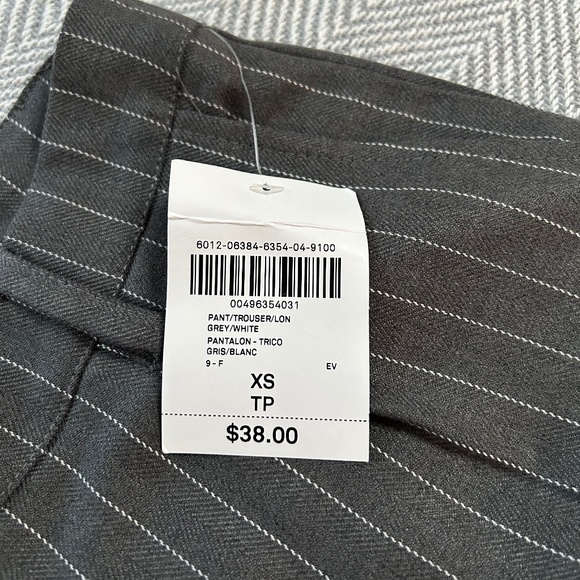 6012-06384-6354-04-9100
00496354031
PANT/TROUSER/LON
GREY/WHITE
PANTALON - TRICO
GRIS/BLANC
9 - F EV
XS
TP
$38.00